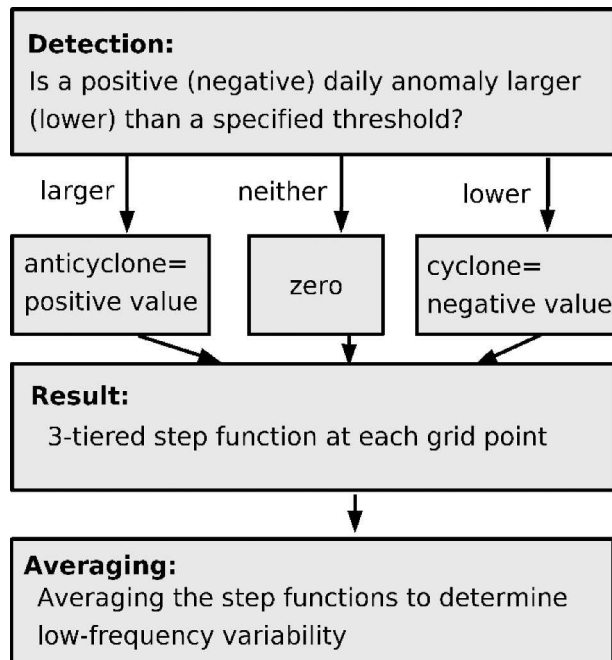 Detection:
Is a positive (negative) daily anomaly larger
(lower) than a specified threshold?
larger
neither
lower
anticyclone=
positive value
zero
cyclone=
negative value
Result:
3-tiered step function at each grid point
Averaging:
Averaging the step functions to determine
low-frequency variability